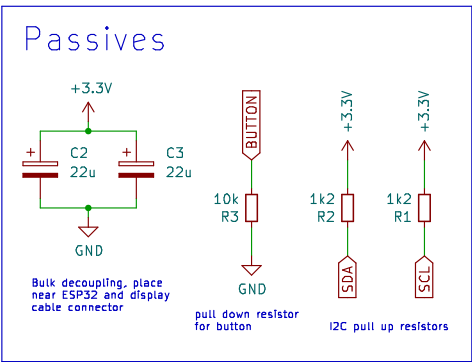 Passives
+3.3V
+ C2
22u
+ C3
22u
GND
Bulk decoupling, place
near ESP32 and display
cable connector
BUTTON
10k
R3
GND
pull down resistor
for button
+3.3V
1k2
R2
SDA
+3.3V
1k2
R1
SCL
I2C pull up resistors